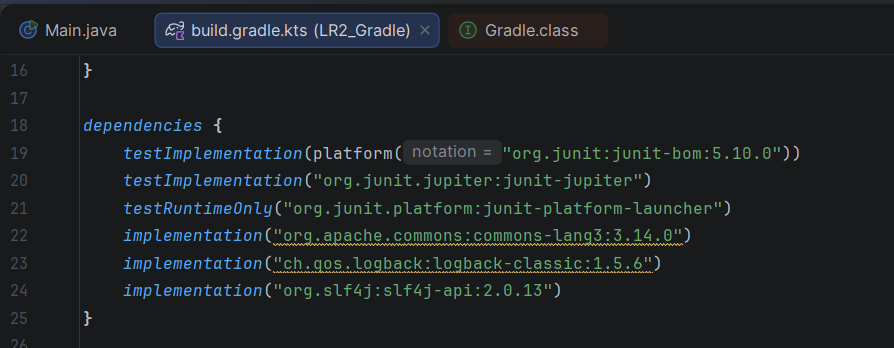 Main.java build.gradle.kts (LR2_Gradle) × Gradle.class
16 }
17
18 dependencies {
19 testImplementation(platform( notation = "org.junit:junit-bom:5.10.0"))
20 testImplementation("org.junit.jupiter:junit-jupiter")
21 testRuntimeOnly("org.junit.platform:junit-platform-launcher")
22 implementation("org.apache.commons:commons-lang3:3.14.0")
23 implementation("ch.qos.logback:logback-classic:1.5.6")
24 implementation("org.slf4j:slf4j-api:2.0.13")
25 }
26